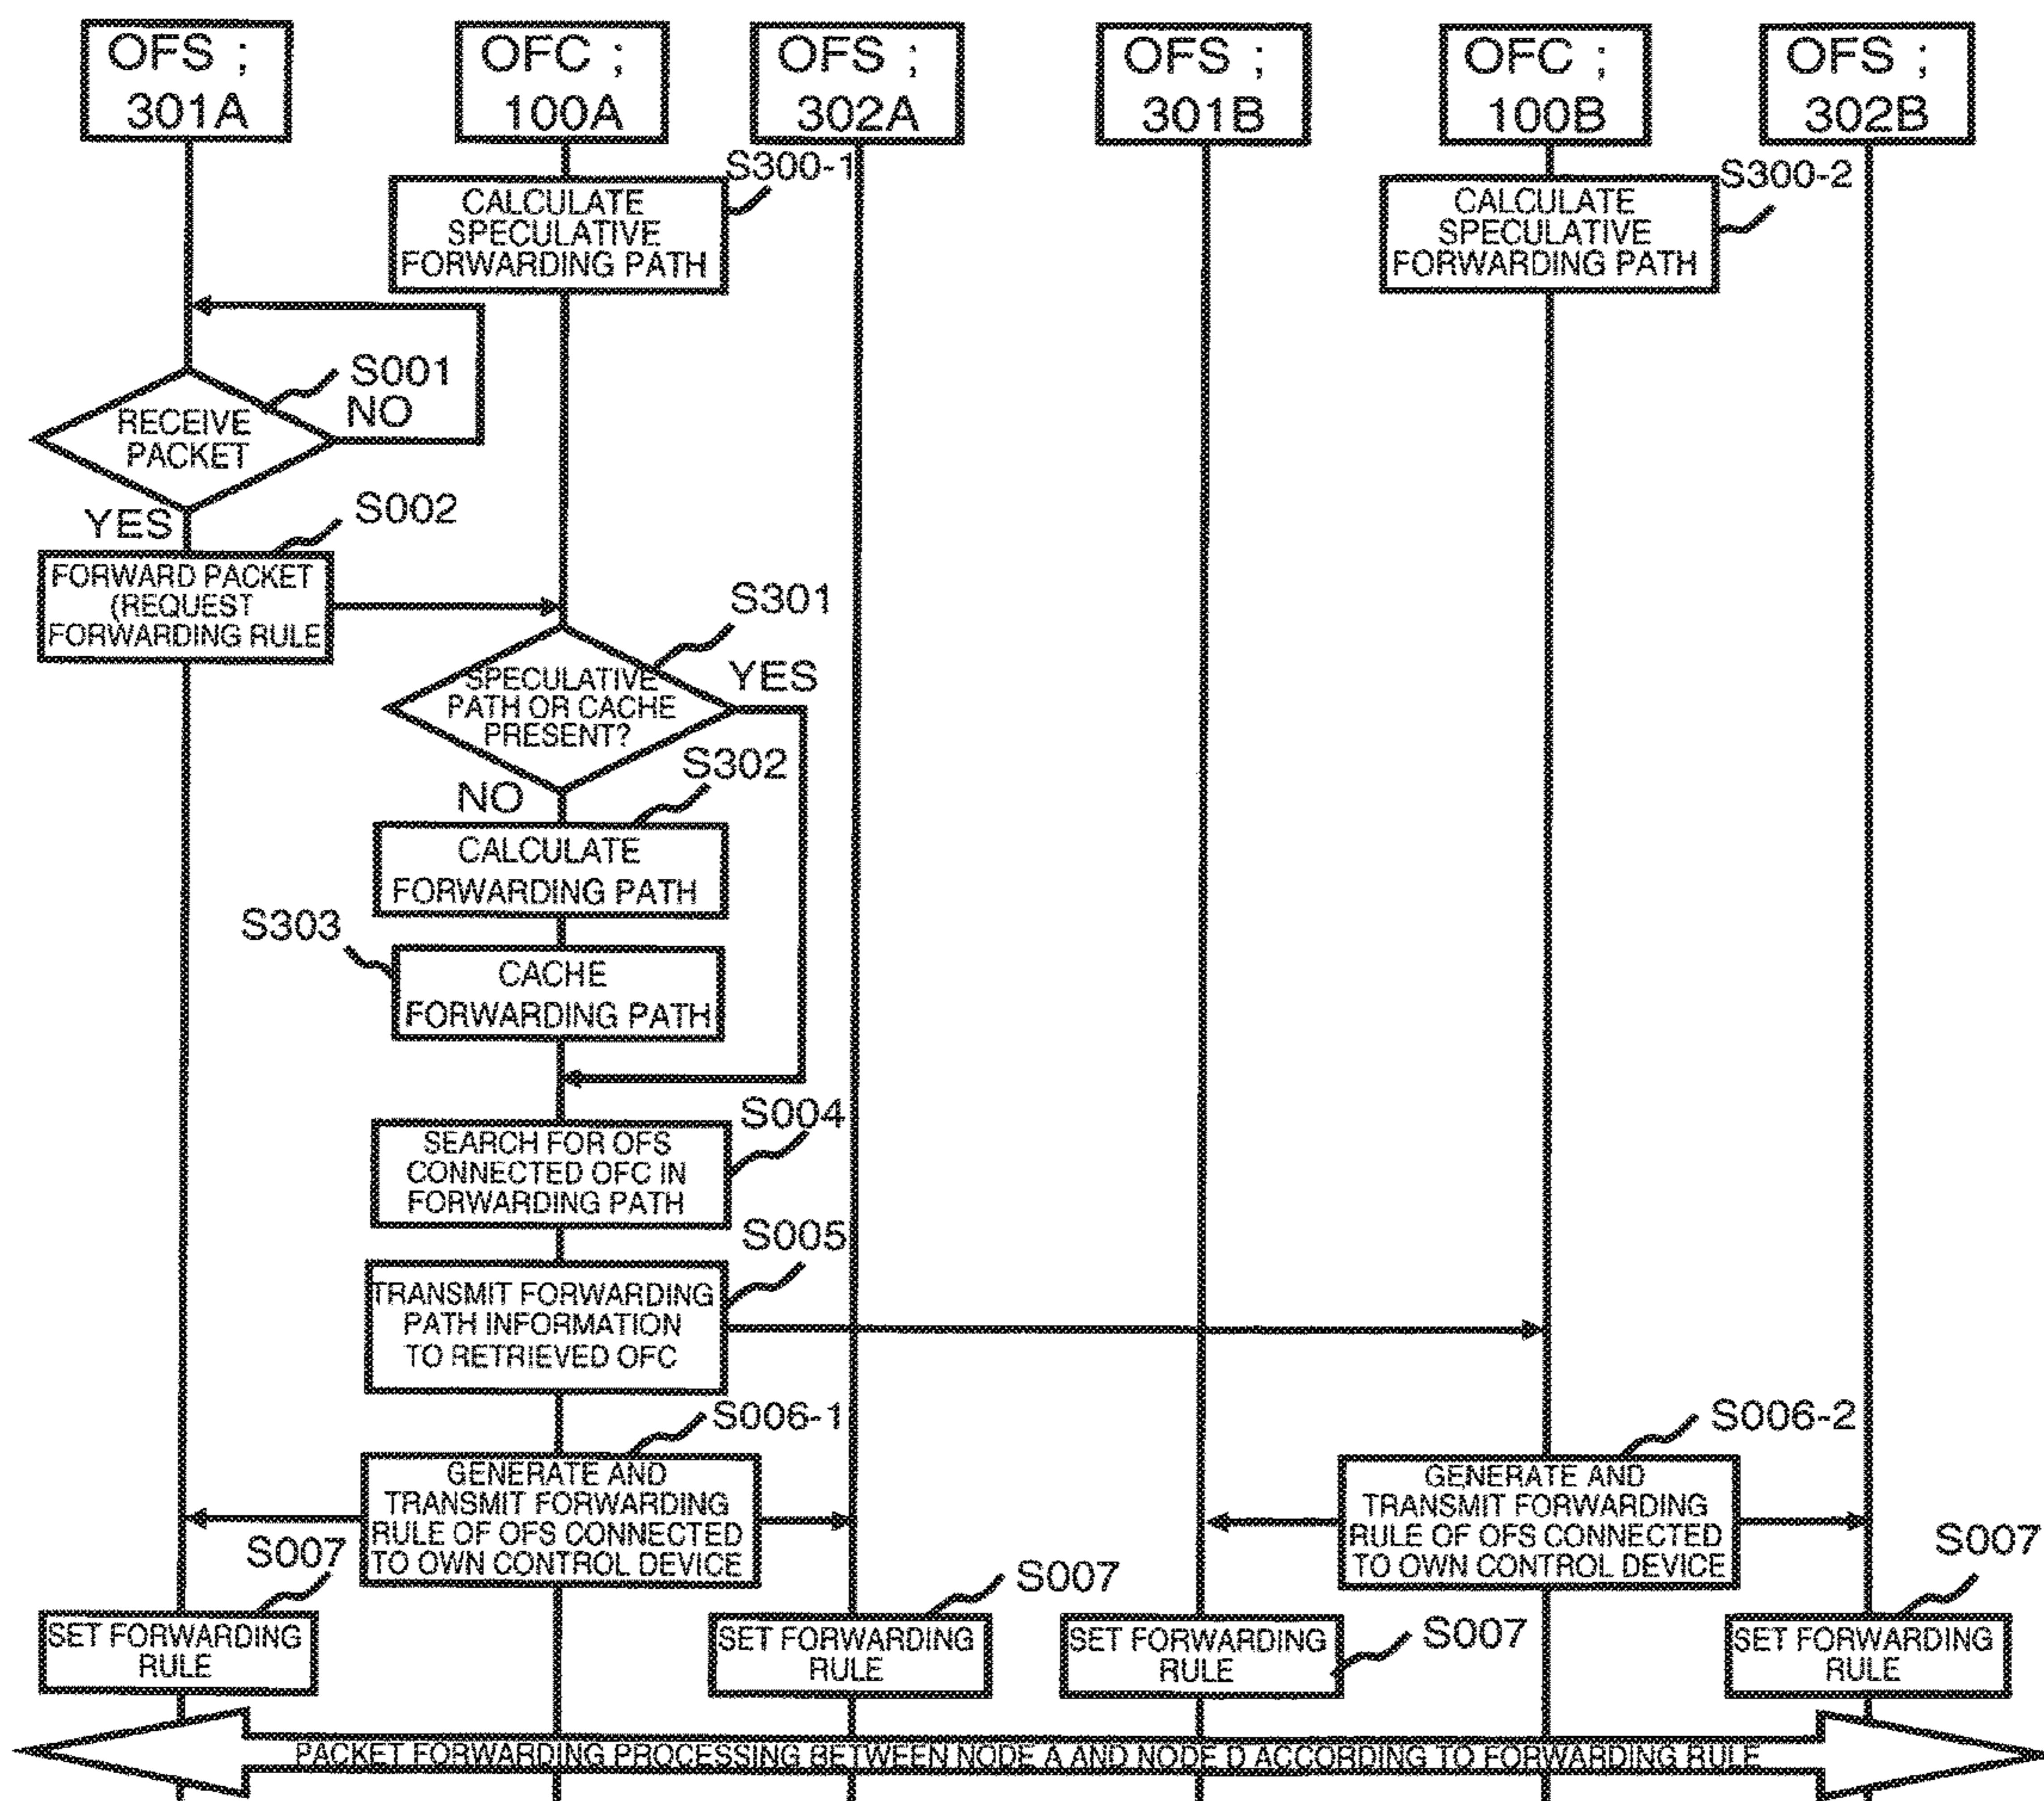 OFS ;
301A
OFC ;
100A
OFS ;
302A
OFS ;
301B
OFC ;
100B
OFS ;
302B
S300-1
CALCULATE
SPECULATIVE
FORWARDING PATH
S300-2
CALCULATE
SPECULATIVE
FORWARDING PATH
S001
NO
RECEIVE
PACKET
YES
S002
FORWARD PACKET
(REQUEST
FORWARDING RULE
S301
YES
SPECULATIVE
PATH OR CACHE
PRESENT?
S302
NO
CALCULATE
FORWARDING PATH
S303
CACHE
FORWARDING PATH
S004
SEARCH FOR OFS
CONNECTED OFC IN
FORWARDING PATH
S005
TRANSMIT FORWARDING
PATH INFORMATION
TO RETRIEVED OFC
S006-1
GENERATE AND
TRANSMIT FORWARDING
RULE OF OFS CONNECTED
TO OWN CONTROL DEVICE
S006-2
GENERATE AND
TRANSMIT FORWARDING
RULE OF OFS CONNECTED
TO OWN CONTROL DEVICE
S007
SET FORWARDING
RULE
S007
SET FORWARDING
RULE
SET FORWARDING
RULE
S007
S007
SET FORWARDING
RULE
PACKET FORWARDING PROCESSING BETWEEN NODE A AND NODE D ACCORDING TO FORWARDING RULE